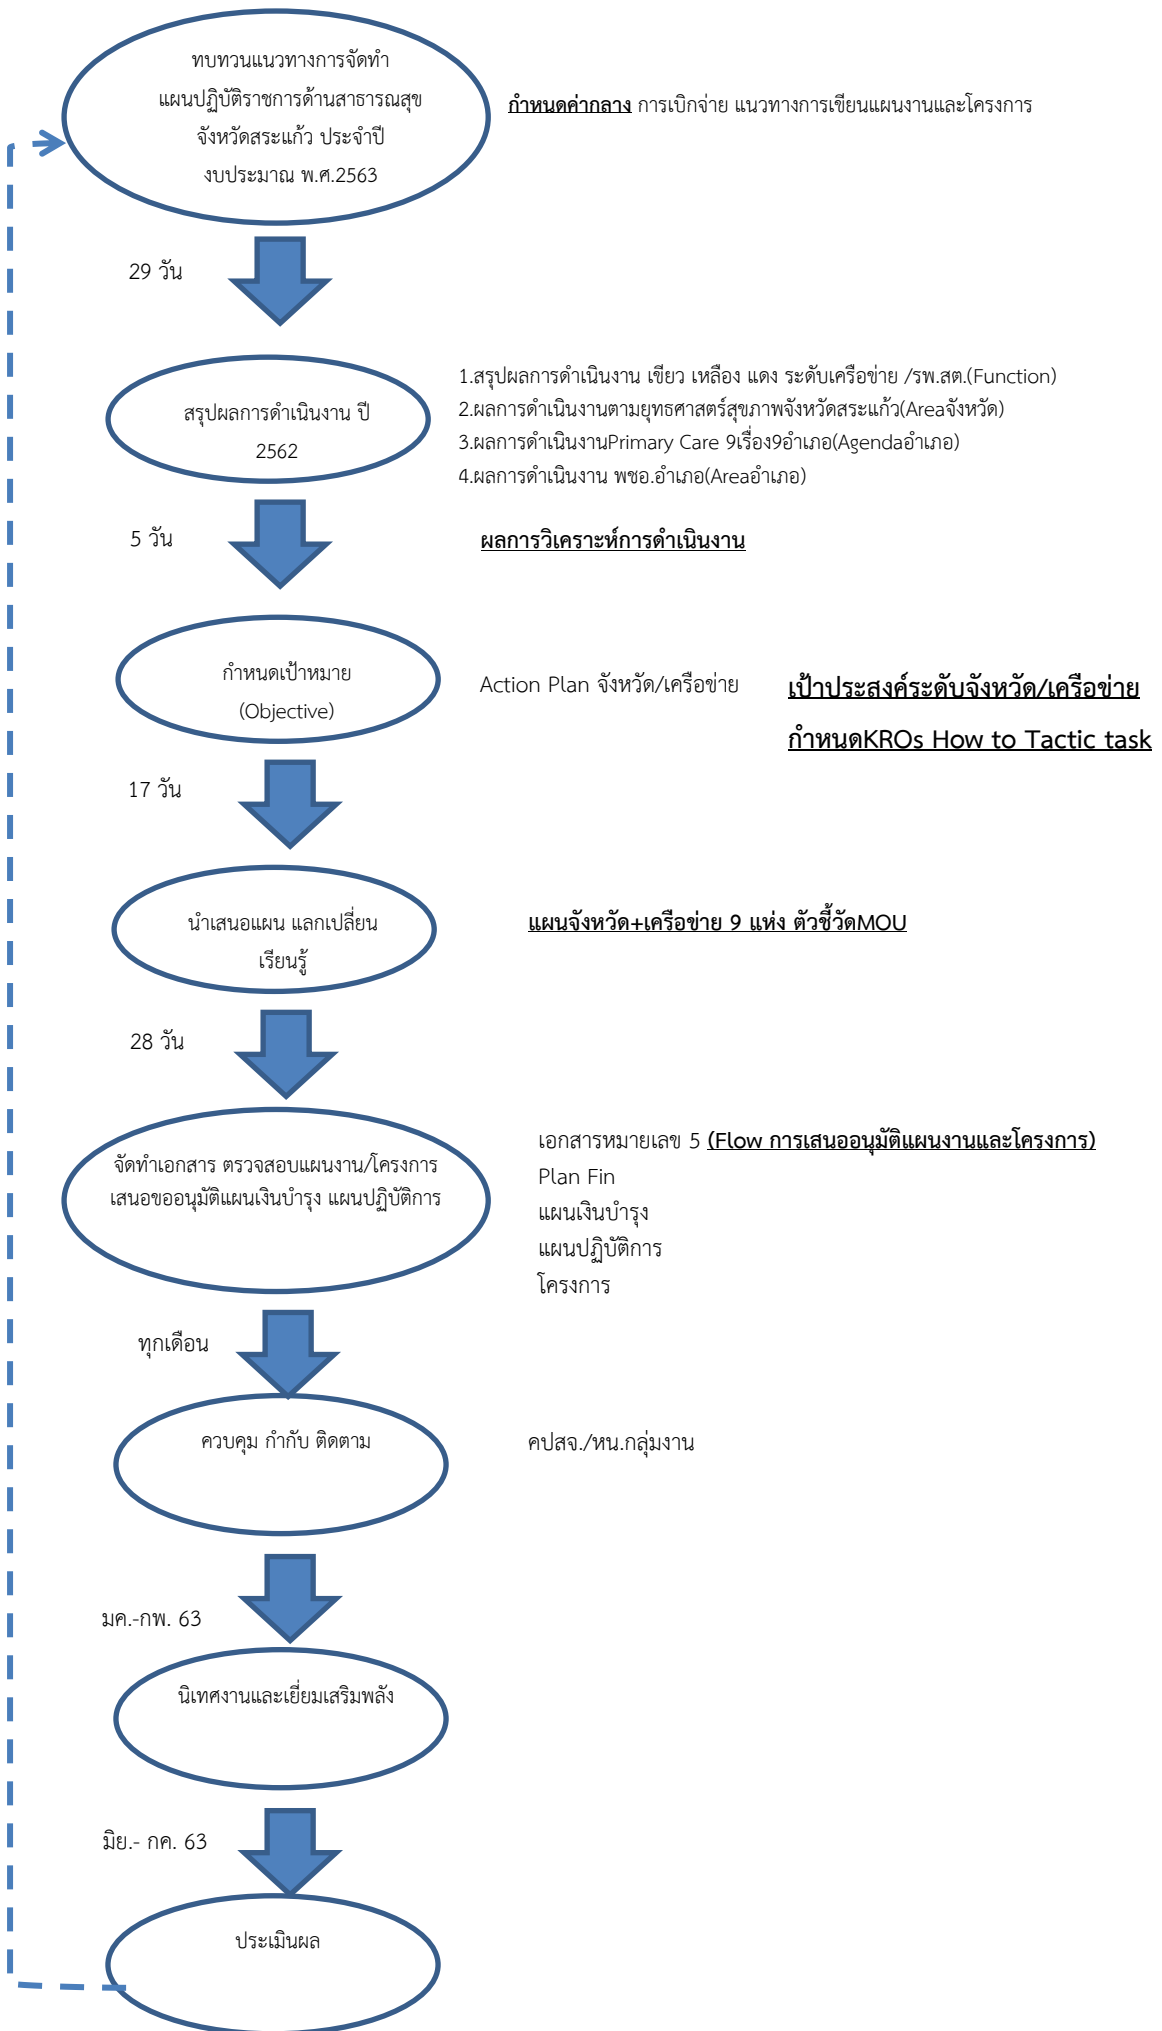 ทบทวนแนวทางการจัดทำ
แผนปฏิบัติราชการด้านสาธารณสุข
จังหวัดสระแก้ว ประจำปี
งบประมาณ พ.ศ.2563
กำหนดค่ากลาง การเบิกจ่าย แนวทางการเขียนแผนงานและโครงการ
29 วัน
สรุปผลการดำเนินงาน ปี
2562
1.สรุปผลการดำเนินงาน เขียว เหลือง แดง ระดับเครือข่าย /รพ.สต.(Function)
2.ผลการดำเนินงานตามยุทธศาสตร์สุขภาพจังหวัดสระแก้ว(Areaจังหวัด)
3.ผลการดำเนินงานPrimary Care 9เรื่อง9อำเภอ(Agendaอำเภอ)
4.ผลการดำเนินงาน พชอ.อำเภอ(Areaอำเภอ)
5 วัน
ผลการวิเคราะห์การดำเนินงาน
กำหนดเป้าหมาย
(Objective)
Action Plan จังหวัด/เครือข่าย
เป้าประสงค์ระดับจังหวัด/เครือข่าย
กำหนดKROs How to Tactic task
17 วัน
นำเสนอแผน แลกเปลี่ยน
เรียนรู้
แผนจังหวัด+เครือข่าย 9 แห่ง ตัวชี้วัดMOU
28 วัน
จัดทำเอกสาร ตรวจสอบแผนงาน/โครงการ
เสนอขออนุมัติแผนเงินบำรุง แผนปฏิบัติการ
เอกสารหมายเลข 5 (Flow การเสนออนุมัติแผนงานและโครงการ)
Plan Fin
แผนเงินบำรุง
แผนปฏิบัติการ
โครงการ
ทุกเดือน
ควบคุม กำกับ ติดตาม
คปสจ./หน.กลุ่มงาน
มค.-กพ. 63
นิเทศงานและเยี่ยมเสริมพลัง
มิย.- กค. 63
ประเมินผล